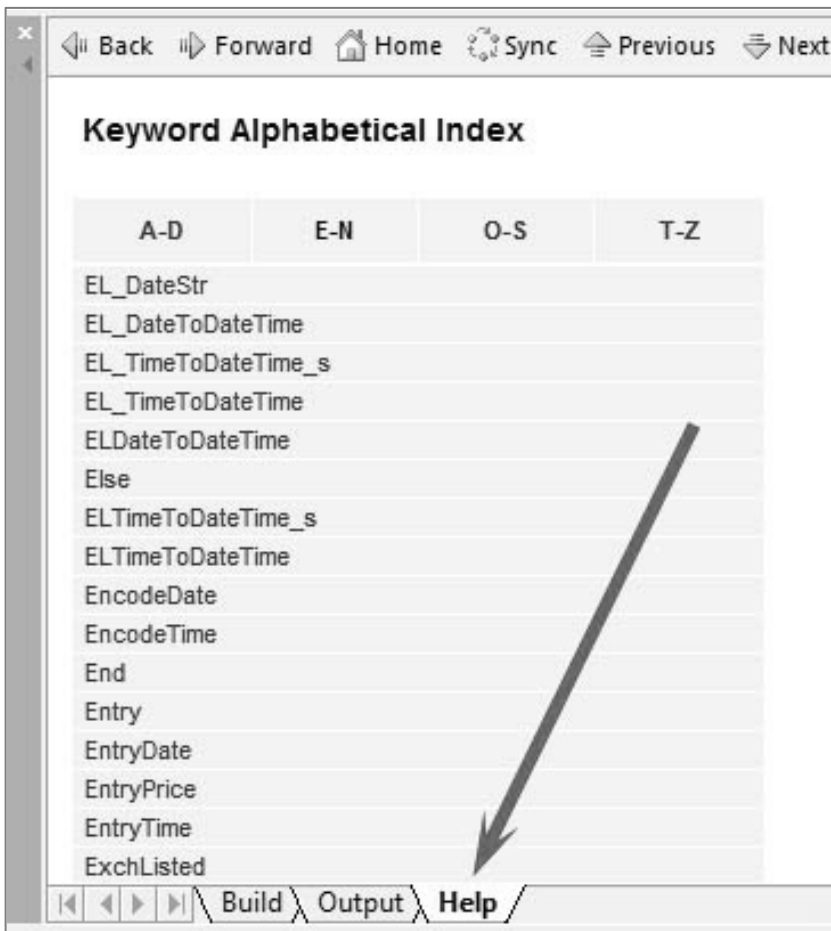 Back Forward Home Sync Previous Next
Keyword Alphabetical Index
A-D E-N O-S T-Z
EL_DateStr
EL_DateToDateTime
EL_TimeToDateTime_s
EL_TimeToDateTime
ELDateToDateTime
Else
ELTimeToDateTime_s
ELTimeToDateTime
EncodeDate
EncodeTime
End
Entry
EntryDate
EntryPrice
EntryTime
ExchListed
Build Output Help